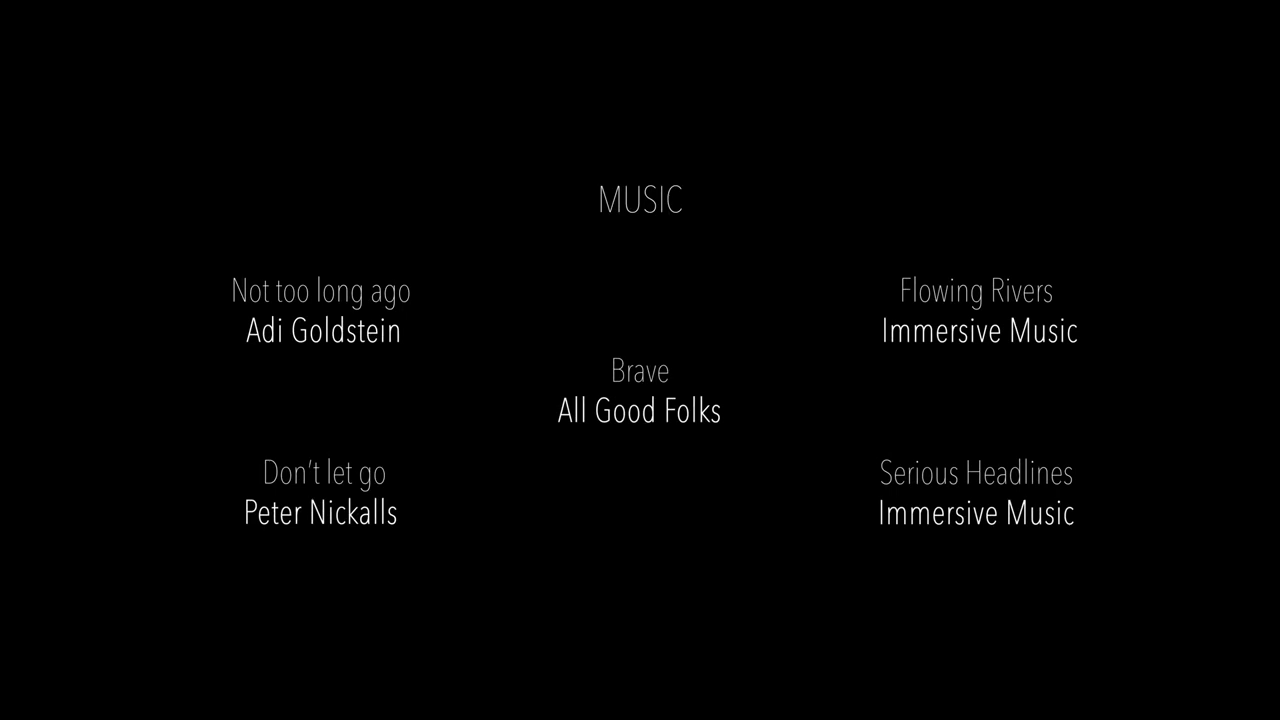 MUSIC
Not too long ago
Adi Goldstein
Flowing Rivers
Immersive Music
Brave
All Good Folks
Don't let go
Peter Nickalls
Serious Headlines
Immersive Music